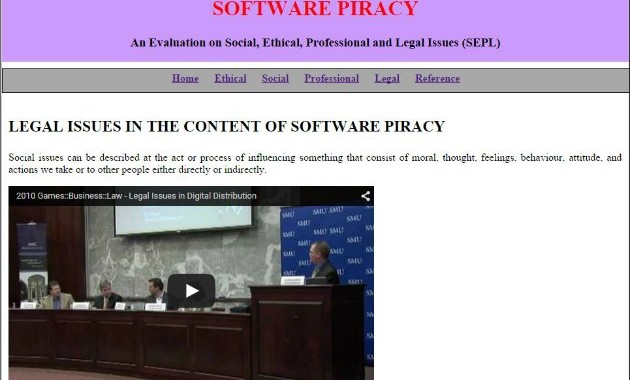 SOFTWARE PIRACY
An Evaluation on Social, Ethical, Professional and Legal Issues (SEPL)
Home Ethical Social Professional Legal Reference
LEGAL ISSUES IN THE CONTENT OF SOFTWARE PIRACY
Social issues can be described at the act or process of influencing something that consist of moral, thought, feelings, behaviour, attitude, and
actions we take or to other people either directly or indirectly.
2010 Games::Business::Law - Legal Issues in Digital Distribution
SMU SMU
SMU SMU
SMU SMU
SMU